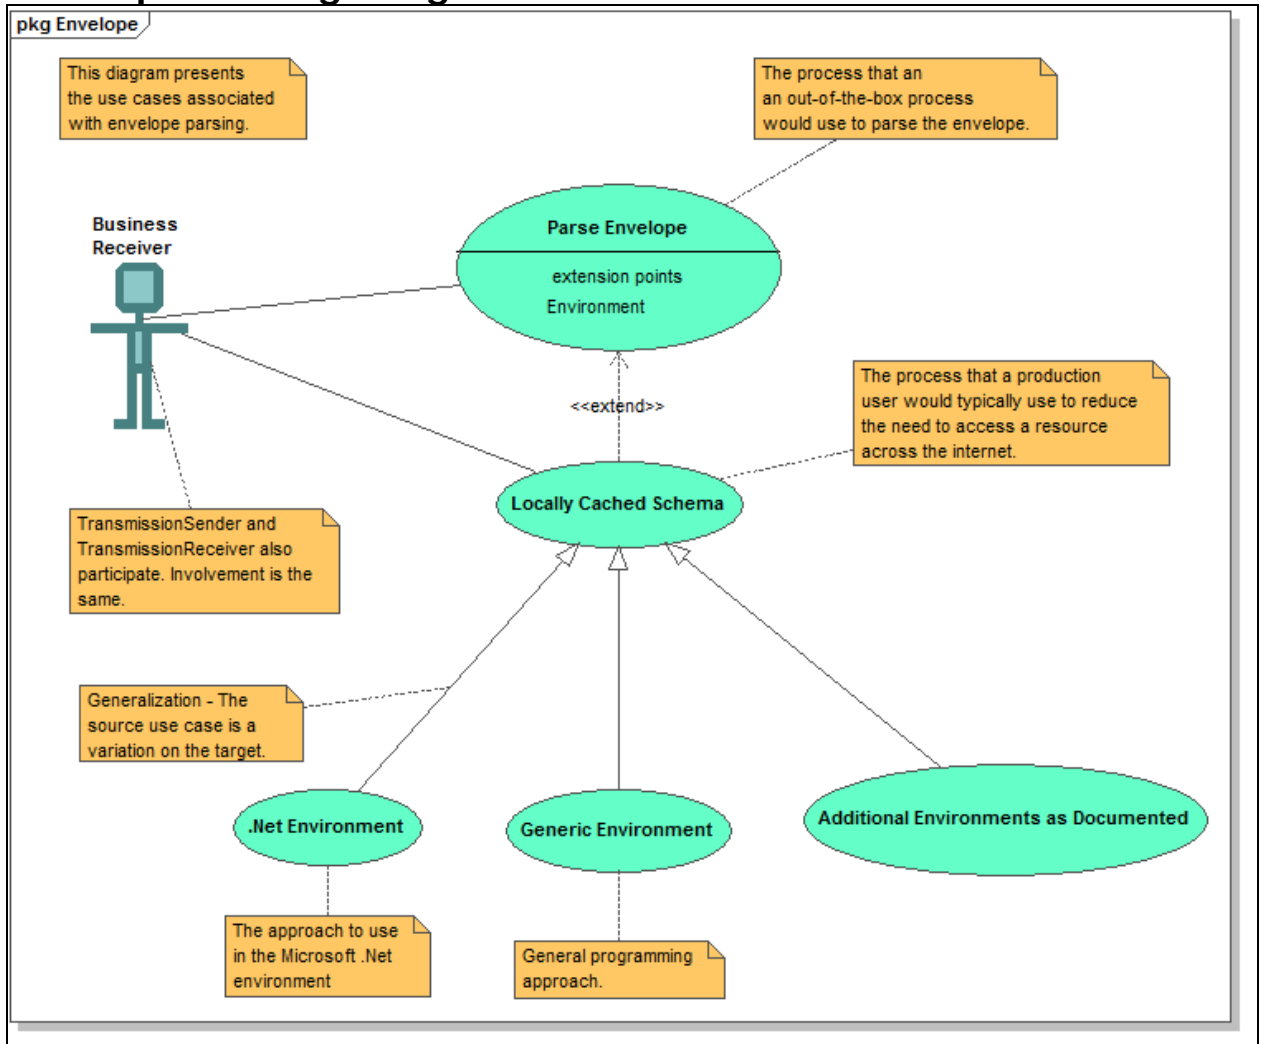 pkg Envelope
This diagram presents
the use cases associated
with envelope parsing.
The process that an
an out-of-the-box process
would use to parse the envelope.
Business
Receiver
Parse Envelope
extension points
Environment
<<extend>>
The process that a production
user would typically use to reduce
the need to access a resource
across the internet.
Locally Cached Schema
TransmissionSender and
TransmissionReceiver also
participate. Involvement is the
same.
Generalization - The
source use case is a
variation on the target.
.Net Environment
Generic Environment
Additional Environments as Documented
The approach to use
in the Microsoft .Net
environment
General programming
approach.